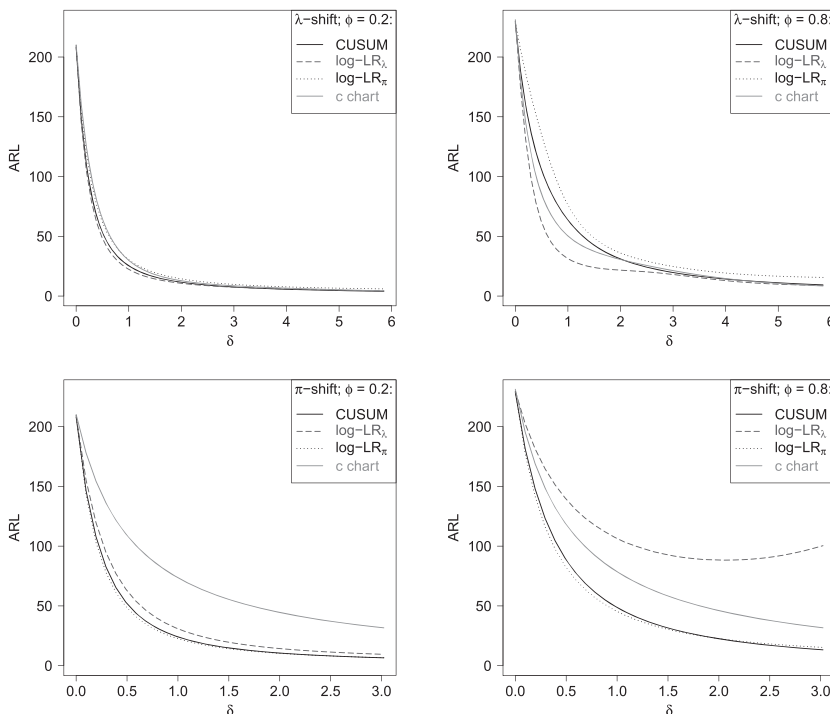 λ−shift; ϕ = 0.2:
CUSUM
log−LRλ
log−LRπ
c chart
ARL
200
150
100
50
0
0 1 2 3 4 5 6
δ
λ−shift; ϕ = 0.8:
CUSUM
log−LRλ
log−LRπ
c chart
ARL
200
150
100
50
0
0 1 2 3 4 5 6
δ
π−shift; ϕ = 0.2:
CUSUM
log−LRλ
log−LRπ
c chart
ARL
200
150
100
50
0
0.0 0.5 1.0 1.5 2.0 2.5 3.0
δ
π−shift; ϕ = 0.8:
CUSUM
log−LRλ
log−LRπ
c chart
ARL
200
150
100
50
0
0.0 0.5 1.0 1.5 2.0 2.5 3.0
δ